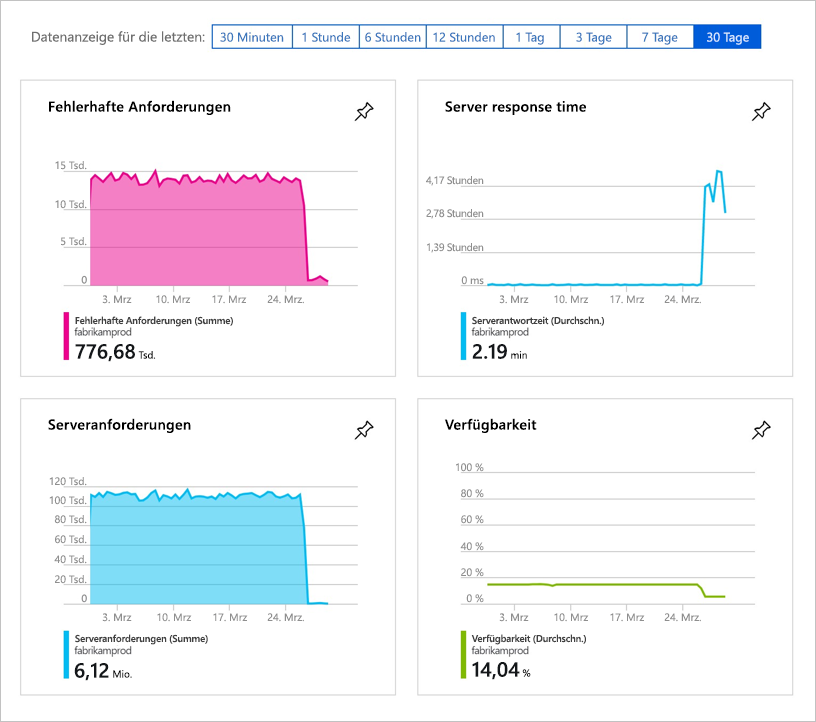 Datenanzeige für die letzten: 30 Minuten 1 Stunde 6 Stunden 12 Stunden 1 Tag 3 Tage 7 Tage 30 Tage
Fehlerhafte Anforderungen
15 Tsd.
10 Tsd.
5 Tsd.
0
3. Mrz 10. Mrz 17. Mrz 24. Mrz.
Fehlerhafte Anforderungen (Summe)
fabrikamprod
776,68 Tsd.
Server response time
4,17 Stunden
2,78 Stunden
1,39 Stunden
0 ms
3. Mrz 10. Mrz 17. Mrz 24. Mrz.
Serverantwortzeit (Durchschn.)
fabrikamprod
2.19 min
Serveranforderungen
120 Tsd.
100 Tsd.
80 Tsd.
60 Tsd.
40 Tsd.
20 Tsd.
0
3. Mrz 10. Mrz 17. Mrz 24. Mrz.
Serveranforderungen (Summe)
fabrikamprod
6,12 Mio.
Verfügbarkeit
100 %
80 %
60 %
40 %
20 %
0 %
3. Mrz 10. Mrz 17. Mrz 24. Mrz.
Verfügbarkeit (Durchschn.)
fabrikamprod
14,04 %